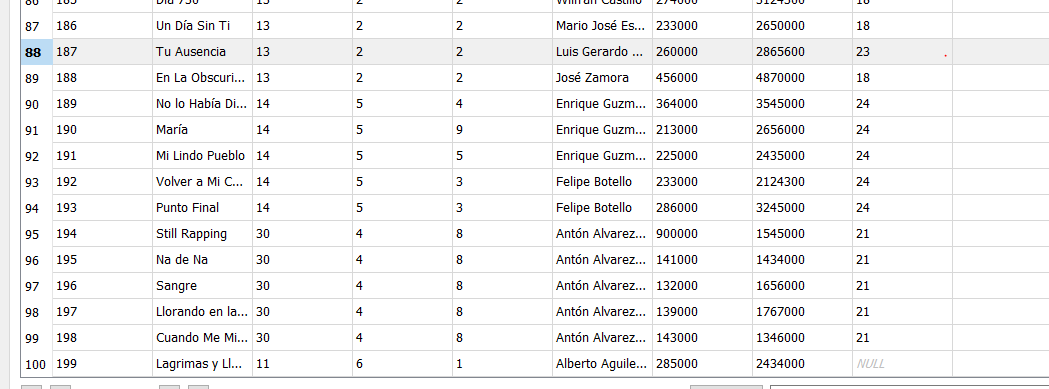 86 185 Día 730 13 2 2 Wilfran Castillo 274000 3124300 18
87 186 Un Día Sin Ti 13 2 2 Mario José Es... 233000 2650000 18
88 187 Tu Ausencia 13 2 2 Luis Gerardo ... 260000 2865600 23 .
89 188 En La Obscuri... 13 2 2 José Zamora 456000 4870000 18
90 189 No lo Había Di... 14 5 4 Enrique Guzm... 364000 3545000 24
91 190 María 14 5 9 Enrique Guzm... 213000 2656000 24
92 191 Mi Lindo Pueblo 14 5 5 Enrique Guzm... 225000 2435000 24
93 192 Volver a Mi C... 14 5 3 Felipe Botello 233000 2124300 24
94 193 Punto Final 14 5 3 Felipe Botello 286000 3245000 24
95 194 Still Rapping 30 4 8 Antón Alvarez... 900000 1545000 21
96 195 Na de Na 30 4 8 Antón Alvarez... 141000 1434000 21
97 196 Sangre 30 4 8 Antón Alvarez... 132000 1656000 21
98 197 Llorando en la... 30 4 8 Antón Alvarez... 139000 1767000 21
99 198 Cuando Me Mi... 30 4 8 Antón Alvarez... 143000 1346000 21
100 199 Lagrimas y Ll... 11 6 1 Alberto Aguile... 285000 2434000 NULL